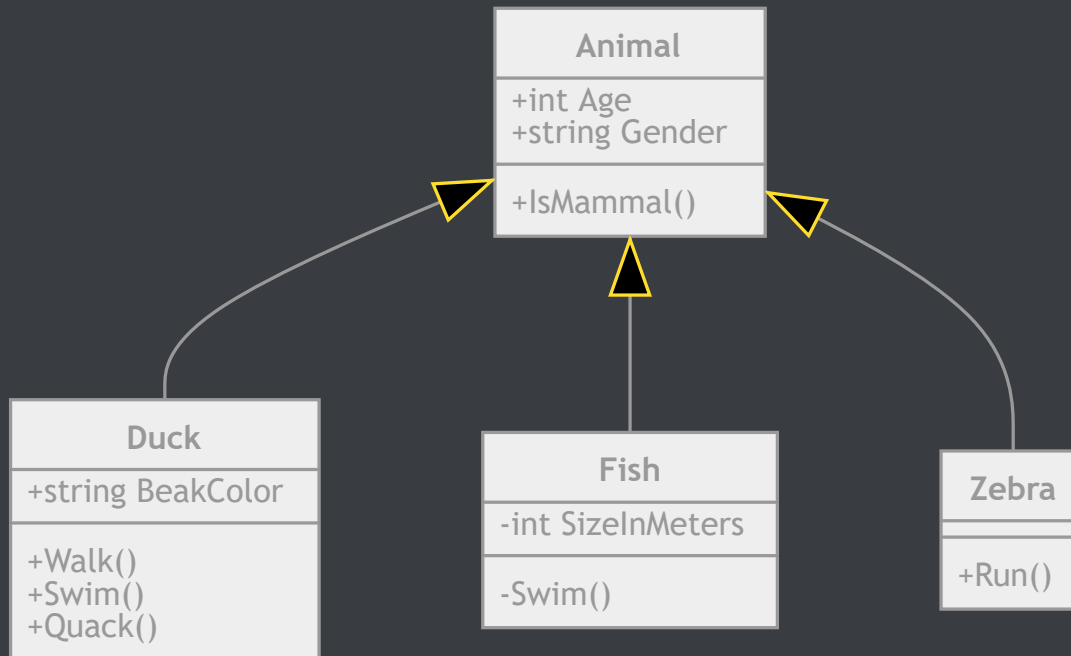 Animal
+int Age
+string Gender
+IsMammal()
Duck
+string BeakColor
+Walk()
+Swim()
+Quack()
Fish
-int SizeInMeters
-Swim()
Zebra
+Run()